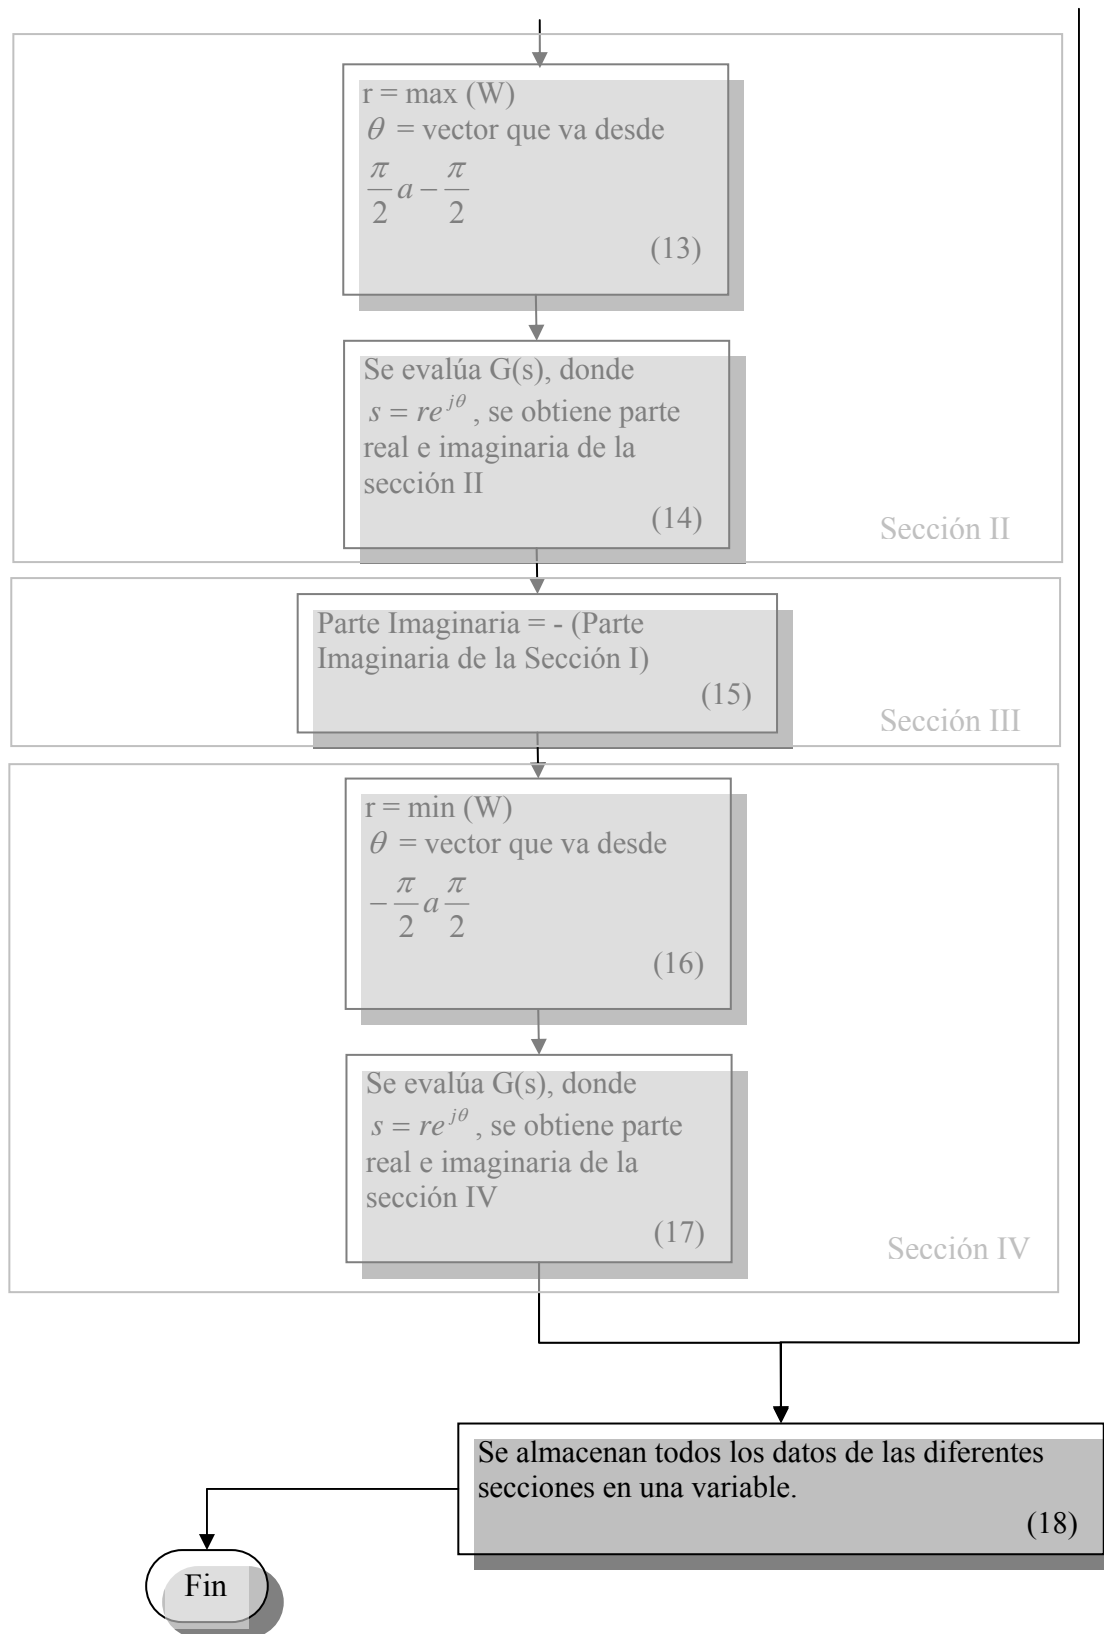 r = max (W)
θ = vector que va desde
π/2 a − π/2
(13)
Se evalúa G(s), donde
s = re^{jθ}, se obtiene parte
real e imaginaria de la
sección II
(14)
Sección II
Parte Imaginaria = - (Parte
Imaginaria de la Sección I)
(15)
Sección III
r = min (W)
θ = vector que va desde
− π/2 a π/2
(16)
Se evalúa G(s), donde
s = re^{jθ}, se obtiene parte
real e imaginaria de la
sección IV
(17)
Sección IV
Se almacenan todos los datos de las diferentes
secciones en una variable.
(18)
Fin